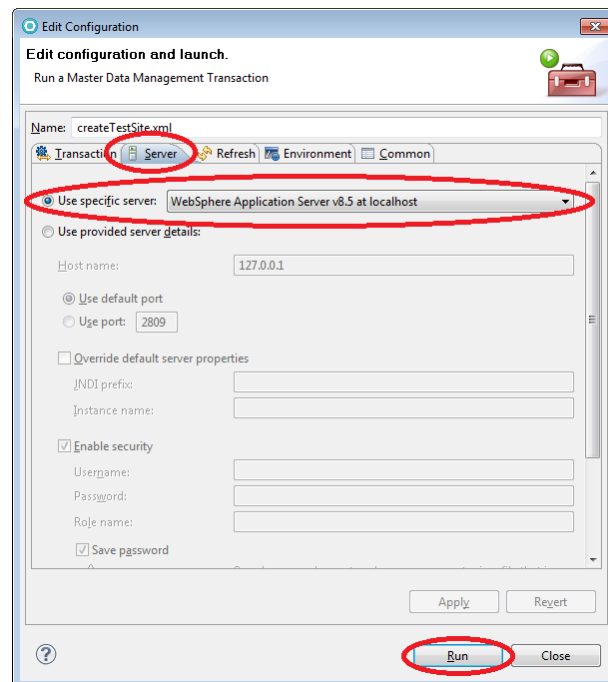 Edit Configuration
Edit configuration and launch.
Run a Master Data Management Transaction
Name: createTestSite.xml
Transaction Server Refresh Environment Common
Use specific server: WebSphere Application Server v8.5 at localhost
Use provided server details:
Host name: 127.0.0.1
Use default port
Use port: 2809
Override default server properties
JNDI prefix:
Instance name:
Enable security
Username:
Password:
Role name:
Save password
Apply Revert
Run Close